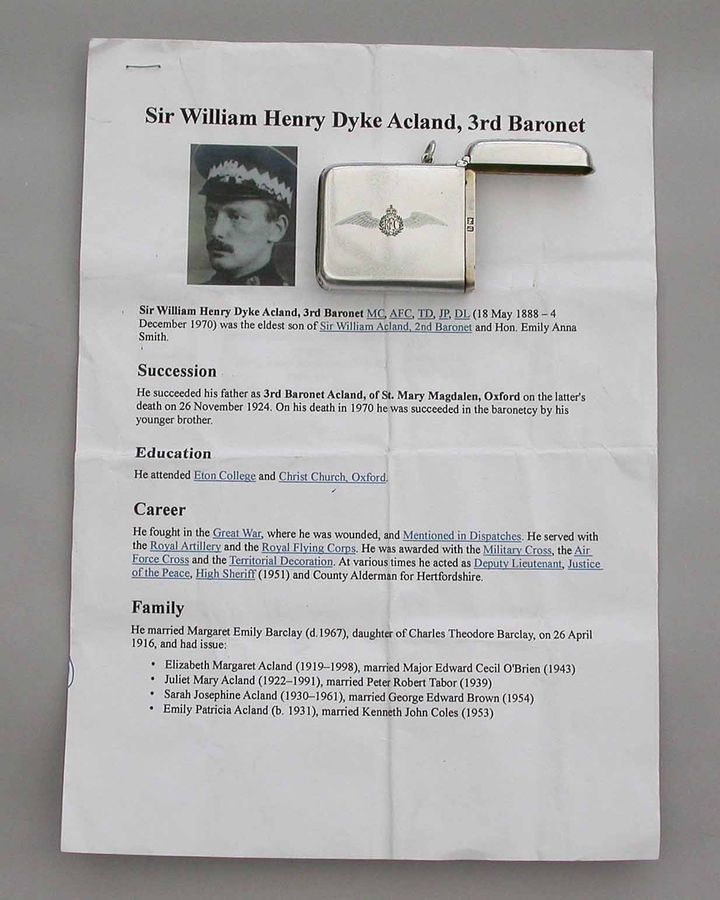 Sir William Henry Dyke Acland, 3rd Baronet
RFC
Sir William Henry Dyke Acland, 3rd Baronet MC, AFC, TD, JP, DL (18 May 1888 – 4
December 1970) was the eldest son of Sir William Acland, 2nd Baronet and Hon. Emily Anna
Smith.
Succession
He succeeded his father as 3rd Baronet Acland, of St. Mary Magdalen, Oxford on the latter's
death on 26 November 1924. On his death in 1970 he was succeeded in the baronetcy by his
younger brother.
Education
He attended Eton College and Christ Church, Oxford.
Career
He fought in the Great War, where he was wounded, and Mentioned in Dispatches. He served with
the Royal Artillery and the Royal Flying Corps. He was awarded with the Military Cross, the Air
Force Cross and the Territorial Decoration. At various times he acted as Deputy Lieutenant, Justice
of the Peace, High Sheriff (1951) and County Alderman for Hertfordshire.
Family
He married Margaret Emily Barclay (d.1967), daughter of Charles Theodore Barclay, on 26 April
1916, and had issue:
• Elizabeth Margaret Acland (1919–1998), married Major Edward Cecil O'Brien (1943)
• Juliet Mary Acland (1922–1991), married Peter Robert Tabor (1939)
• Sarah Josephine Acland (1930–1961), married George Edward Brown (1954)
• Emily Patricia Acland (b. 1931), married Kenneth John Coles (1953)